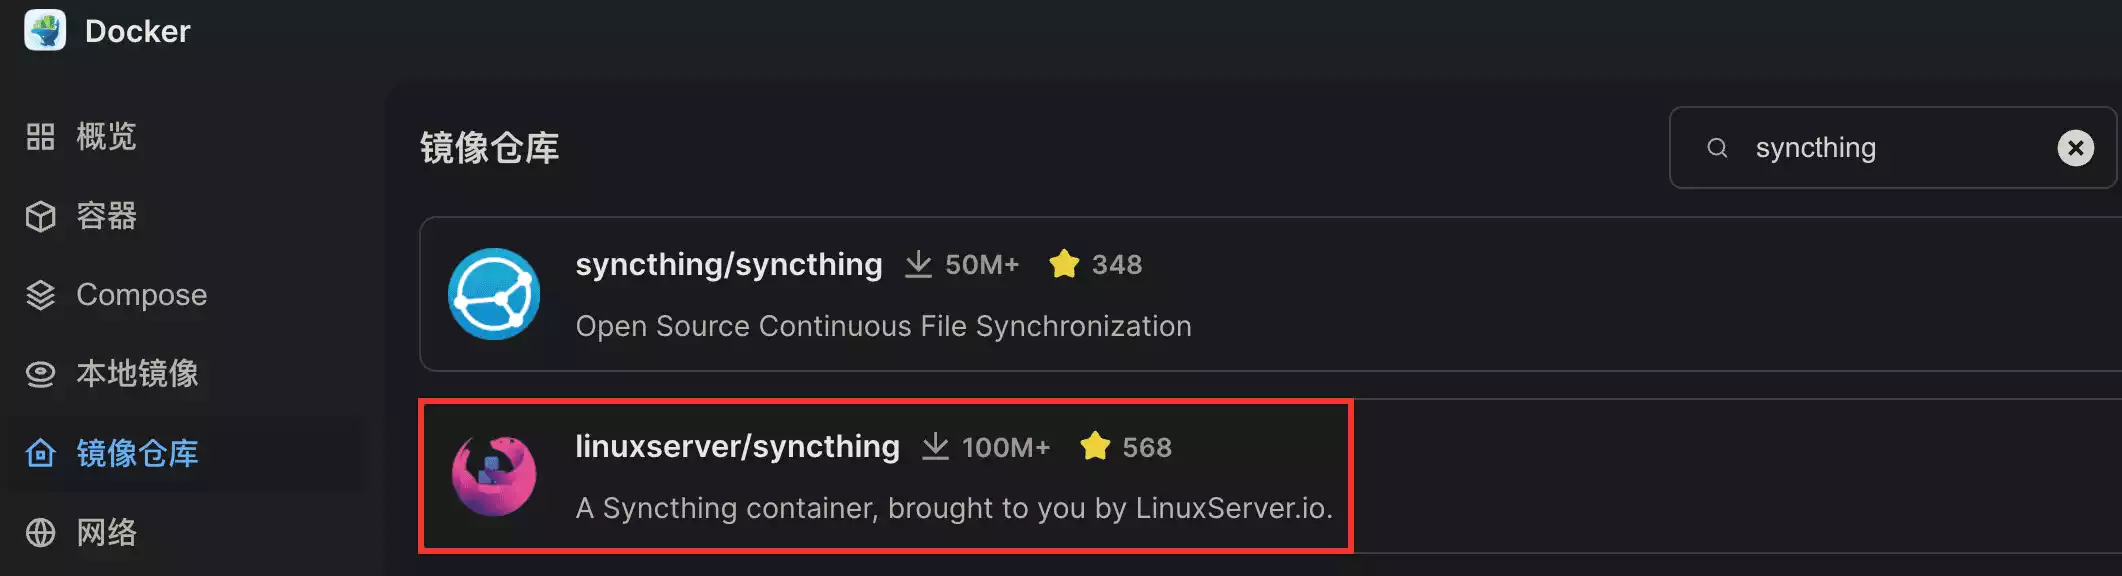 Docker
概览
容器
Compose
本地镜像
镜像仓库
网络
镜像仓库
syncthing
syncthing/syncthing 50M+ 348
Open Source Continuous File Synchronization
linuxserver/syncthing 100M+ 568
A Syncthing container, brought to you by LinuxServer.io.